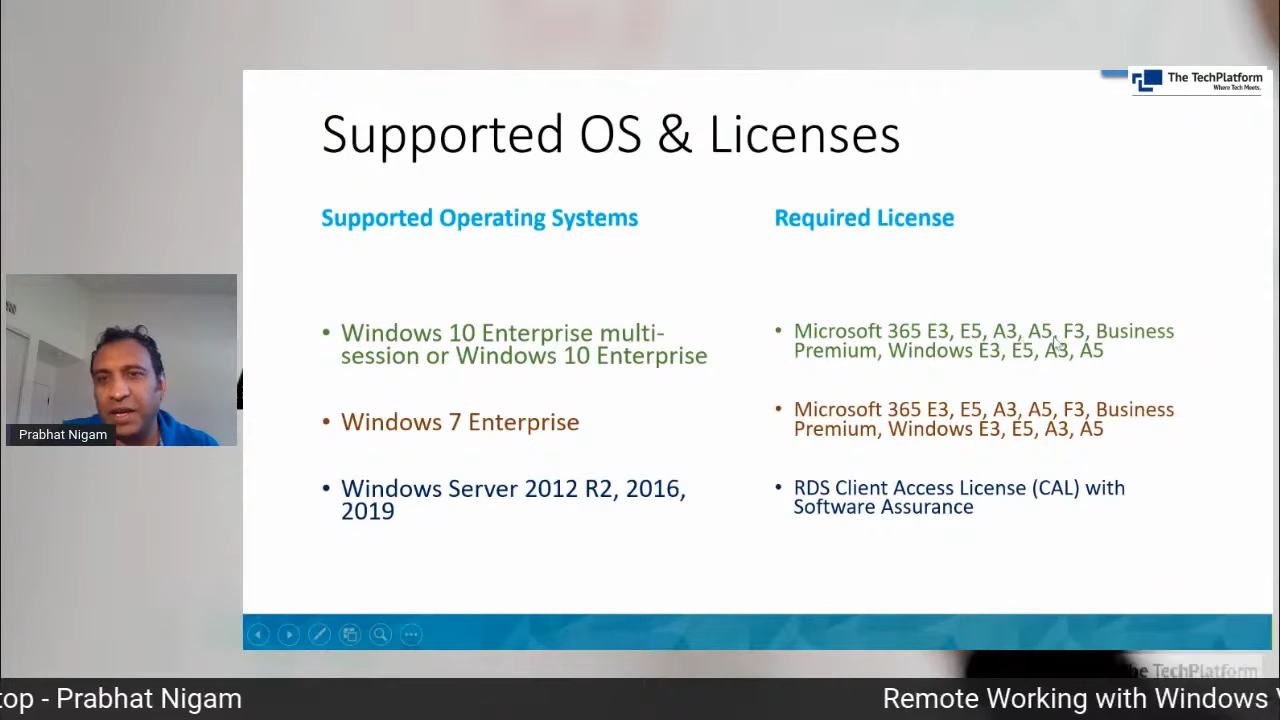 The TechPlatform
Where Tech Meets.
Supported OS & Licenses
Supported Operating Systems
Required License
• Windows 10 Enterprise multi-
session or Windows 10 Enterprise
• Microsoft 365 E3, E5, A3, A5, F3, Business
Premium, Windows E3, E5, A3, A5
• Windows 7 Enterprise
• Microsoft 365 E3, E5, A3, A5, F3, Business
Premium, Windows E3, E5, A3, A5
• Windows Server 2012 R2, 2016,
2019
• RDS Client Access License (CAL) with
Software Assurance
Prabhat Nigam
The TechPlatform
top - Prabhat Nigam
Remote Working with Windows V